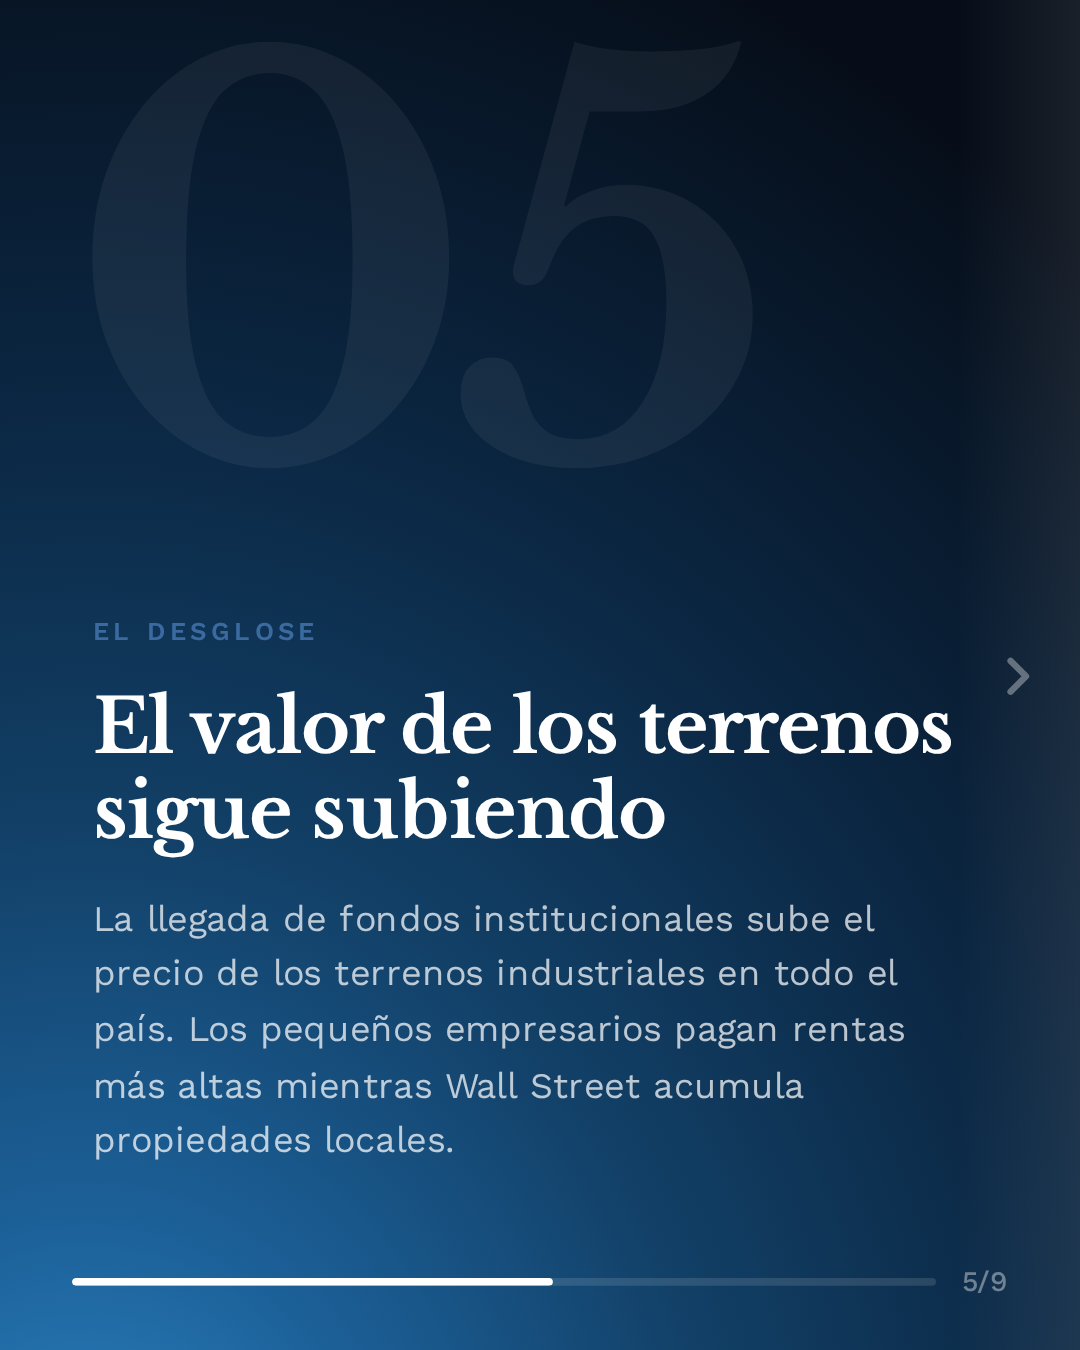 05
EL DESGLOSE
El valor de los terrenos
sigue subiendo
La llegada de fondos institucionales sube el
precio de los terrenos industriales en todo el
país. Los pequeños empresarios pagan rentas
más altas mientras Wall Street acumula
propiedades locales.
5/9